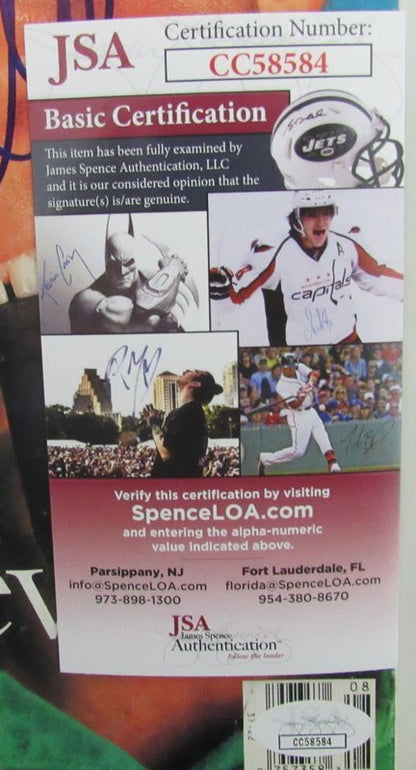 JSA
Certification Number:
CC58584
Basic Certification
This item has been fully examined by
James Spence Authentication, LLC
and it is our considered opinion that the
signature(s) is/are genuine.
JETS
capitals
A
Verify this certification by visiting
SpenceLOA.com
and entering the alpha-numeric
value indicated above.
Parsippany, NJ
info@SpenceLOA.com
973-898-1300
Fort Lauderdale, FL
florida@SpenceLOA.com
954-380-8670
JSA
James Spence
Authentication
follow the leader
08
CC58584